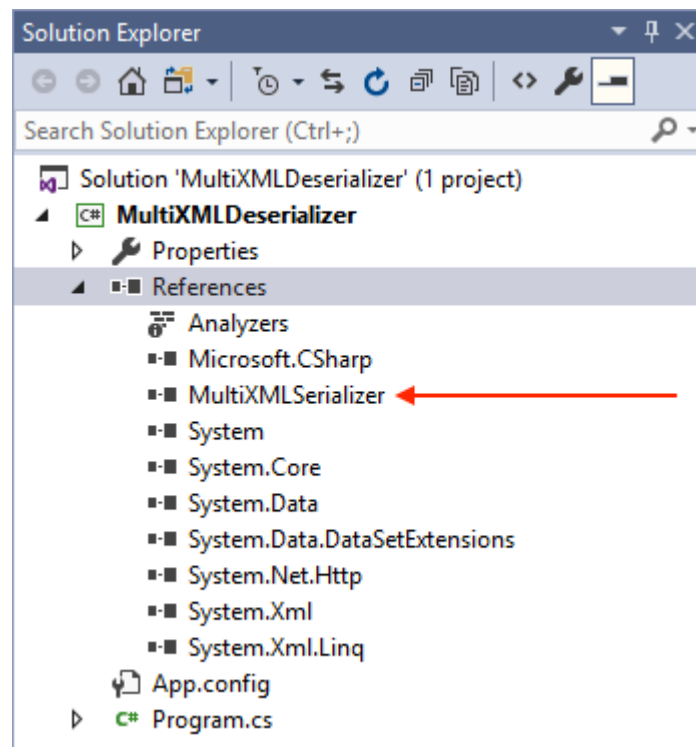 Solution Explorer
Search Solution Explorer (Ctrl+;)
Solution 'MultiXMLDeserializer' (1 project)
C# MultiXMLDeserializer
Properties
References
Analyzers
Microsoft.CSharp
MultiXMLSerializer
System
System.Core
System.Data
System.Data.DataSetExtensions
System.Net.Http
System.Xml
System.Xml.Linq
App.config
C# Program.cs